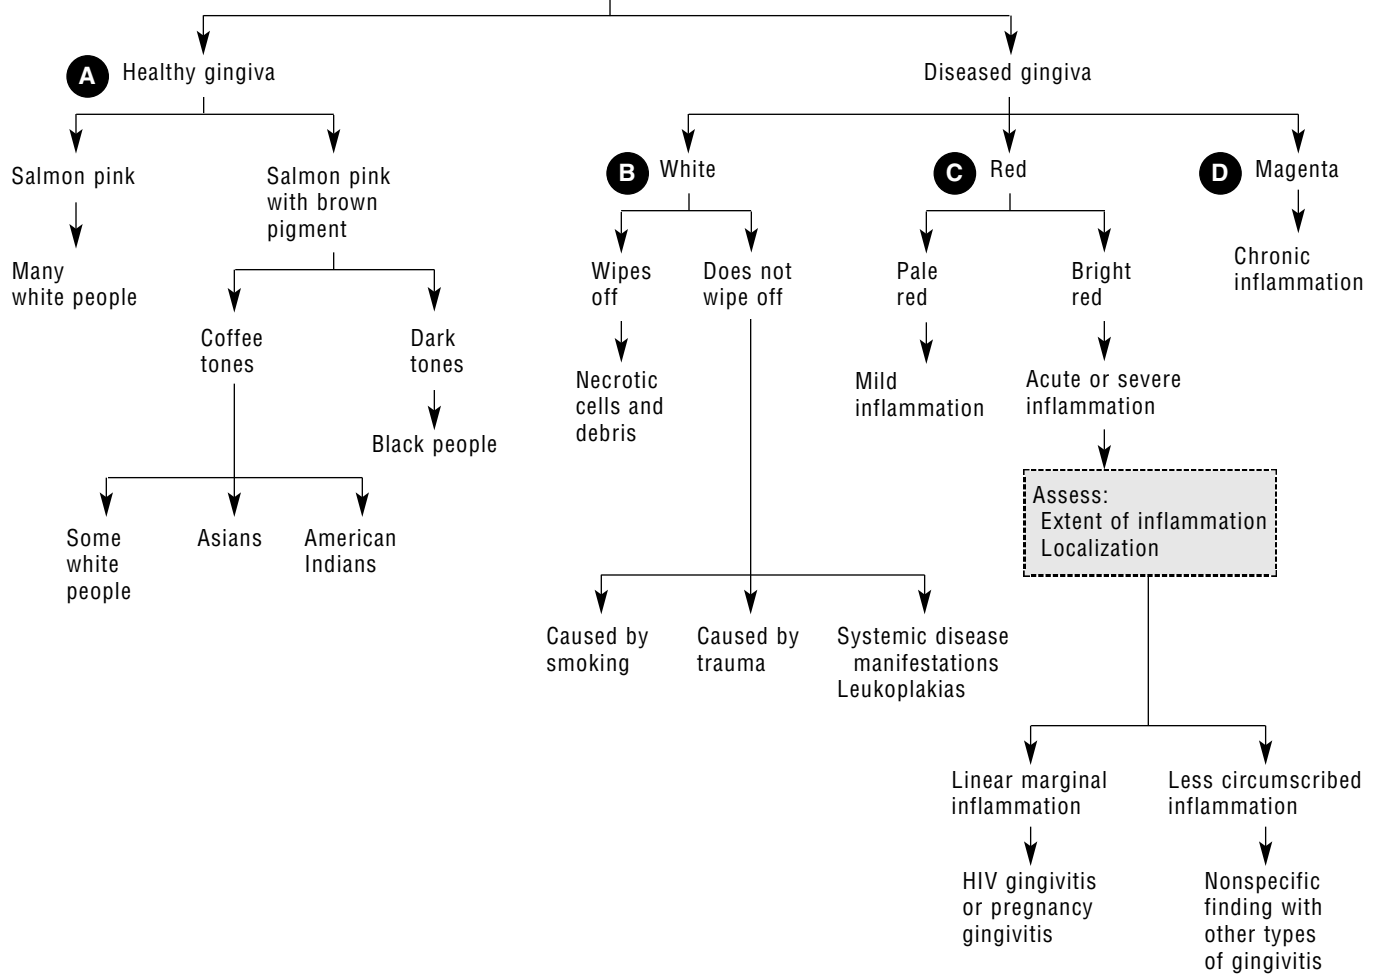 A
Healthy gingiva
Diseased gingiva
Salmon pink
Salmon pink
with brown
pigment
B
White
C
Red
D
Magenta
Many
white people
Coffee
tones
Dark
tones
Black people
Some
white
people
Asians
American
Indians
Wipes
off
Does not
wipe off
Necrotic
cells and
debris
Caused by
smoking
Caused by
trauma
Systemic disease
manifestations
Leukoplakias
Pale
red
Bright
red
Mild
inflammation
Acute or severe
inflammation
Assess:
Extent of inflammation
Localization
Linear marginal
inflammation
Less circumscribed
inflammation
HIV gingivitis
or pregnancy
gingivitis
Nonspecific
finding with
other types
of gingivitis
Chronic
inflammation